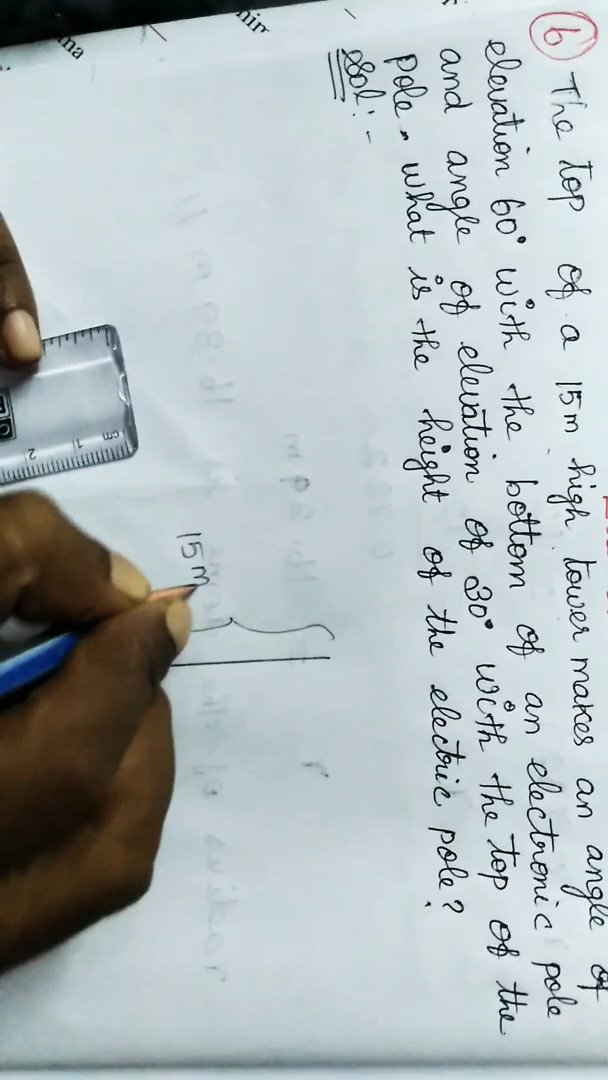 6 The top of a 15m high tower makes an angle of
elevation 60° with the bottom of an electronic pole
and angle of elevation of 30° with the top of the
pole. what is the height of the electric pole?
Sol:-
15m